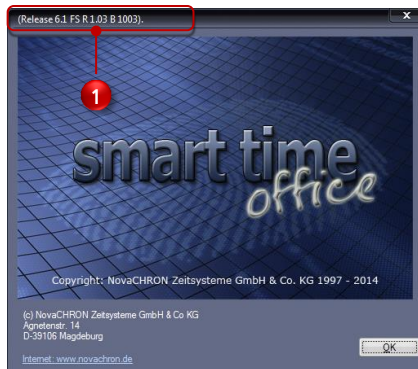 (Release 6.1 FS R 1.03 B 1003).
x
1
smart time
office
Copyright: NovaCHRON Zeitsysteme GmbH & Co. KG 1997 - 2014
(c) NovaCHRON Zeitsysteme GmbH & Co KG
Agnetenstr. 14
D-39106 Magdeburg
OK
Internet: www.novachron.de